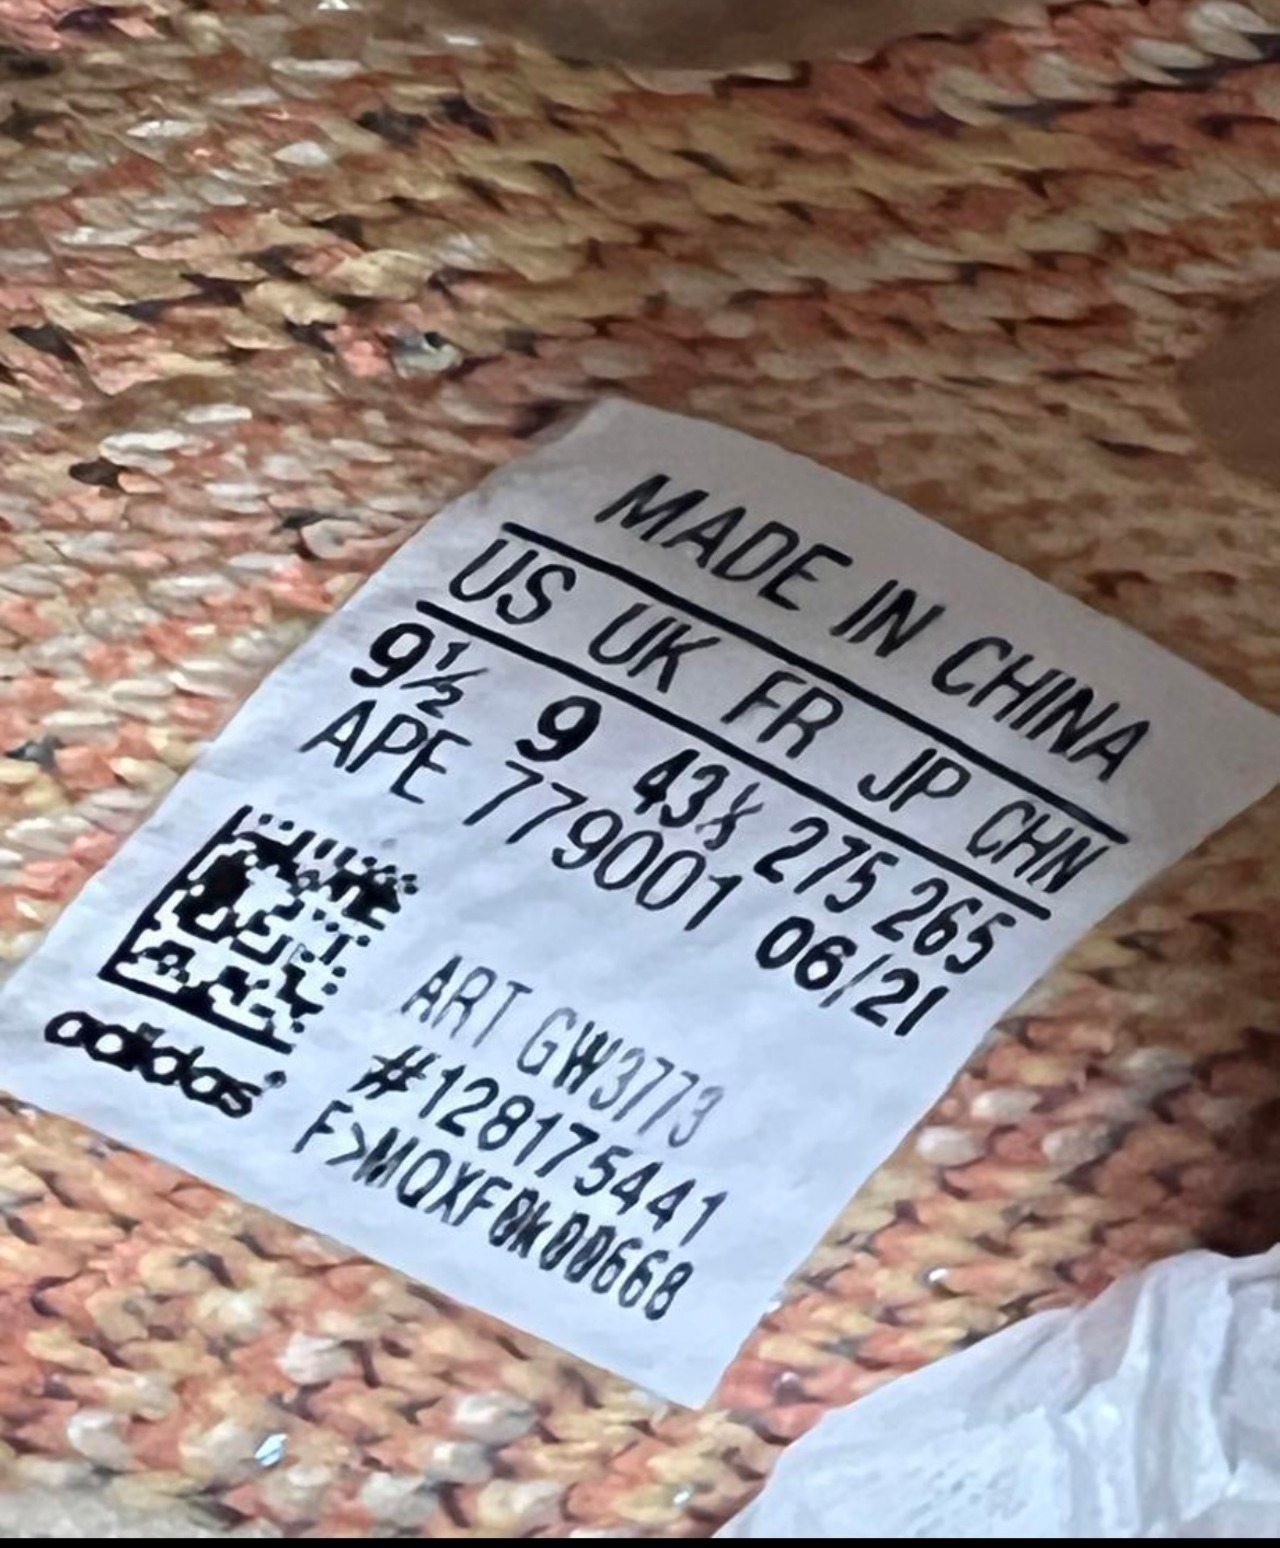 MADE IN CHINA
US UK FR JP CHN
9½ 9 43⅓ 275 265
APE 779001 06/21
ART GW3773
#128175441
F>MQXF0k00668
adidas®